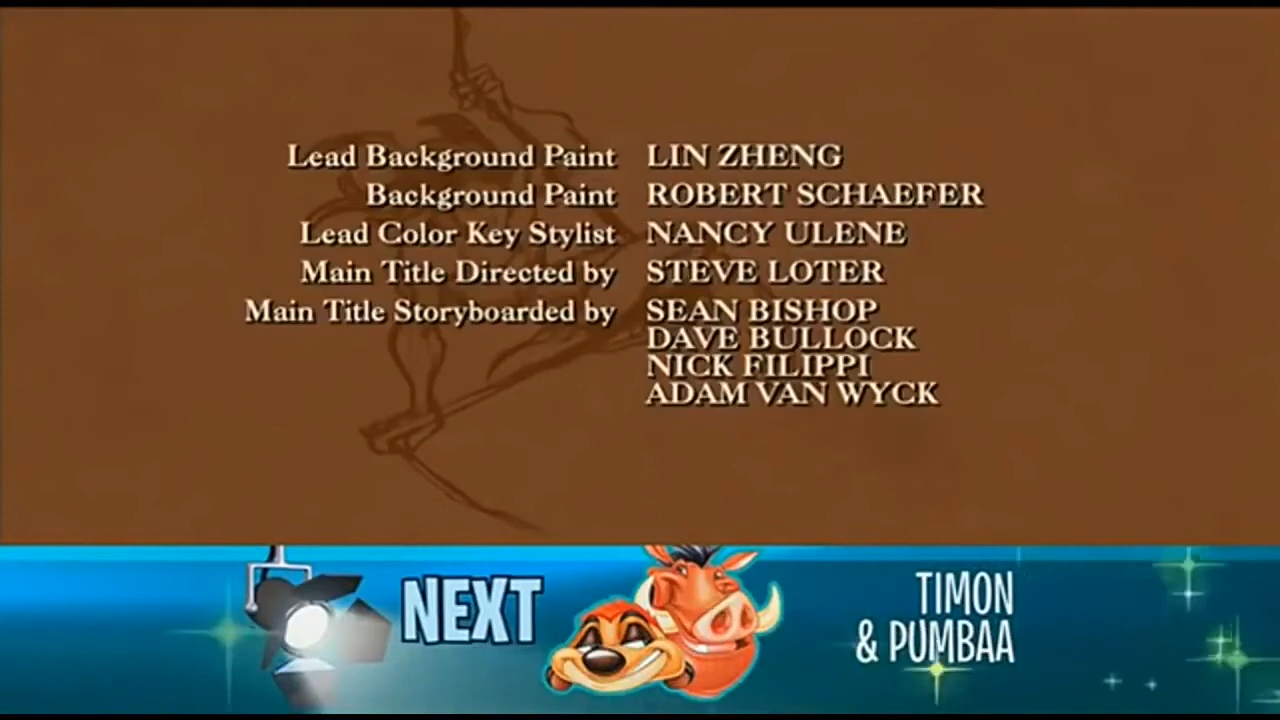 Lead Background Paint LIN ZHENG
Background Paint ROBERT SCHAEFER
Lead Color Key Stylist NANCY ULENE
Main Title Directed by STEVE LOTER
Main Title Storyboarded by SEAN BISHOP
DAVE BULLOCK
NICK FILIPPI
ADAM VAN WYCK
NEXT
TIMON
& PUMBAA